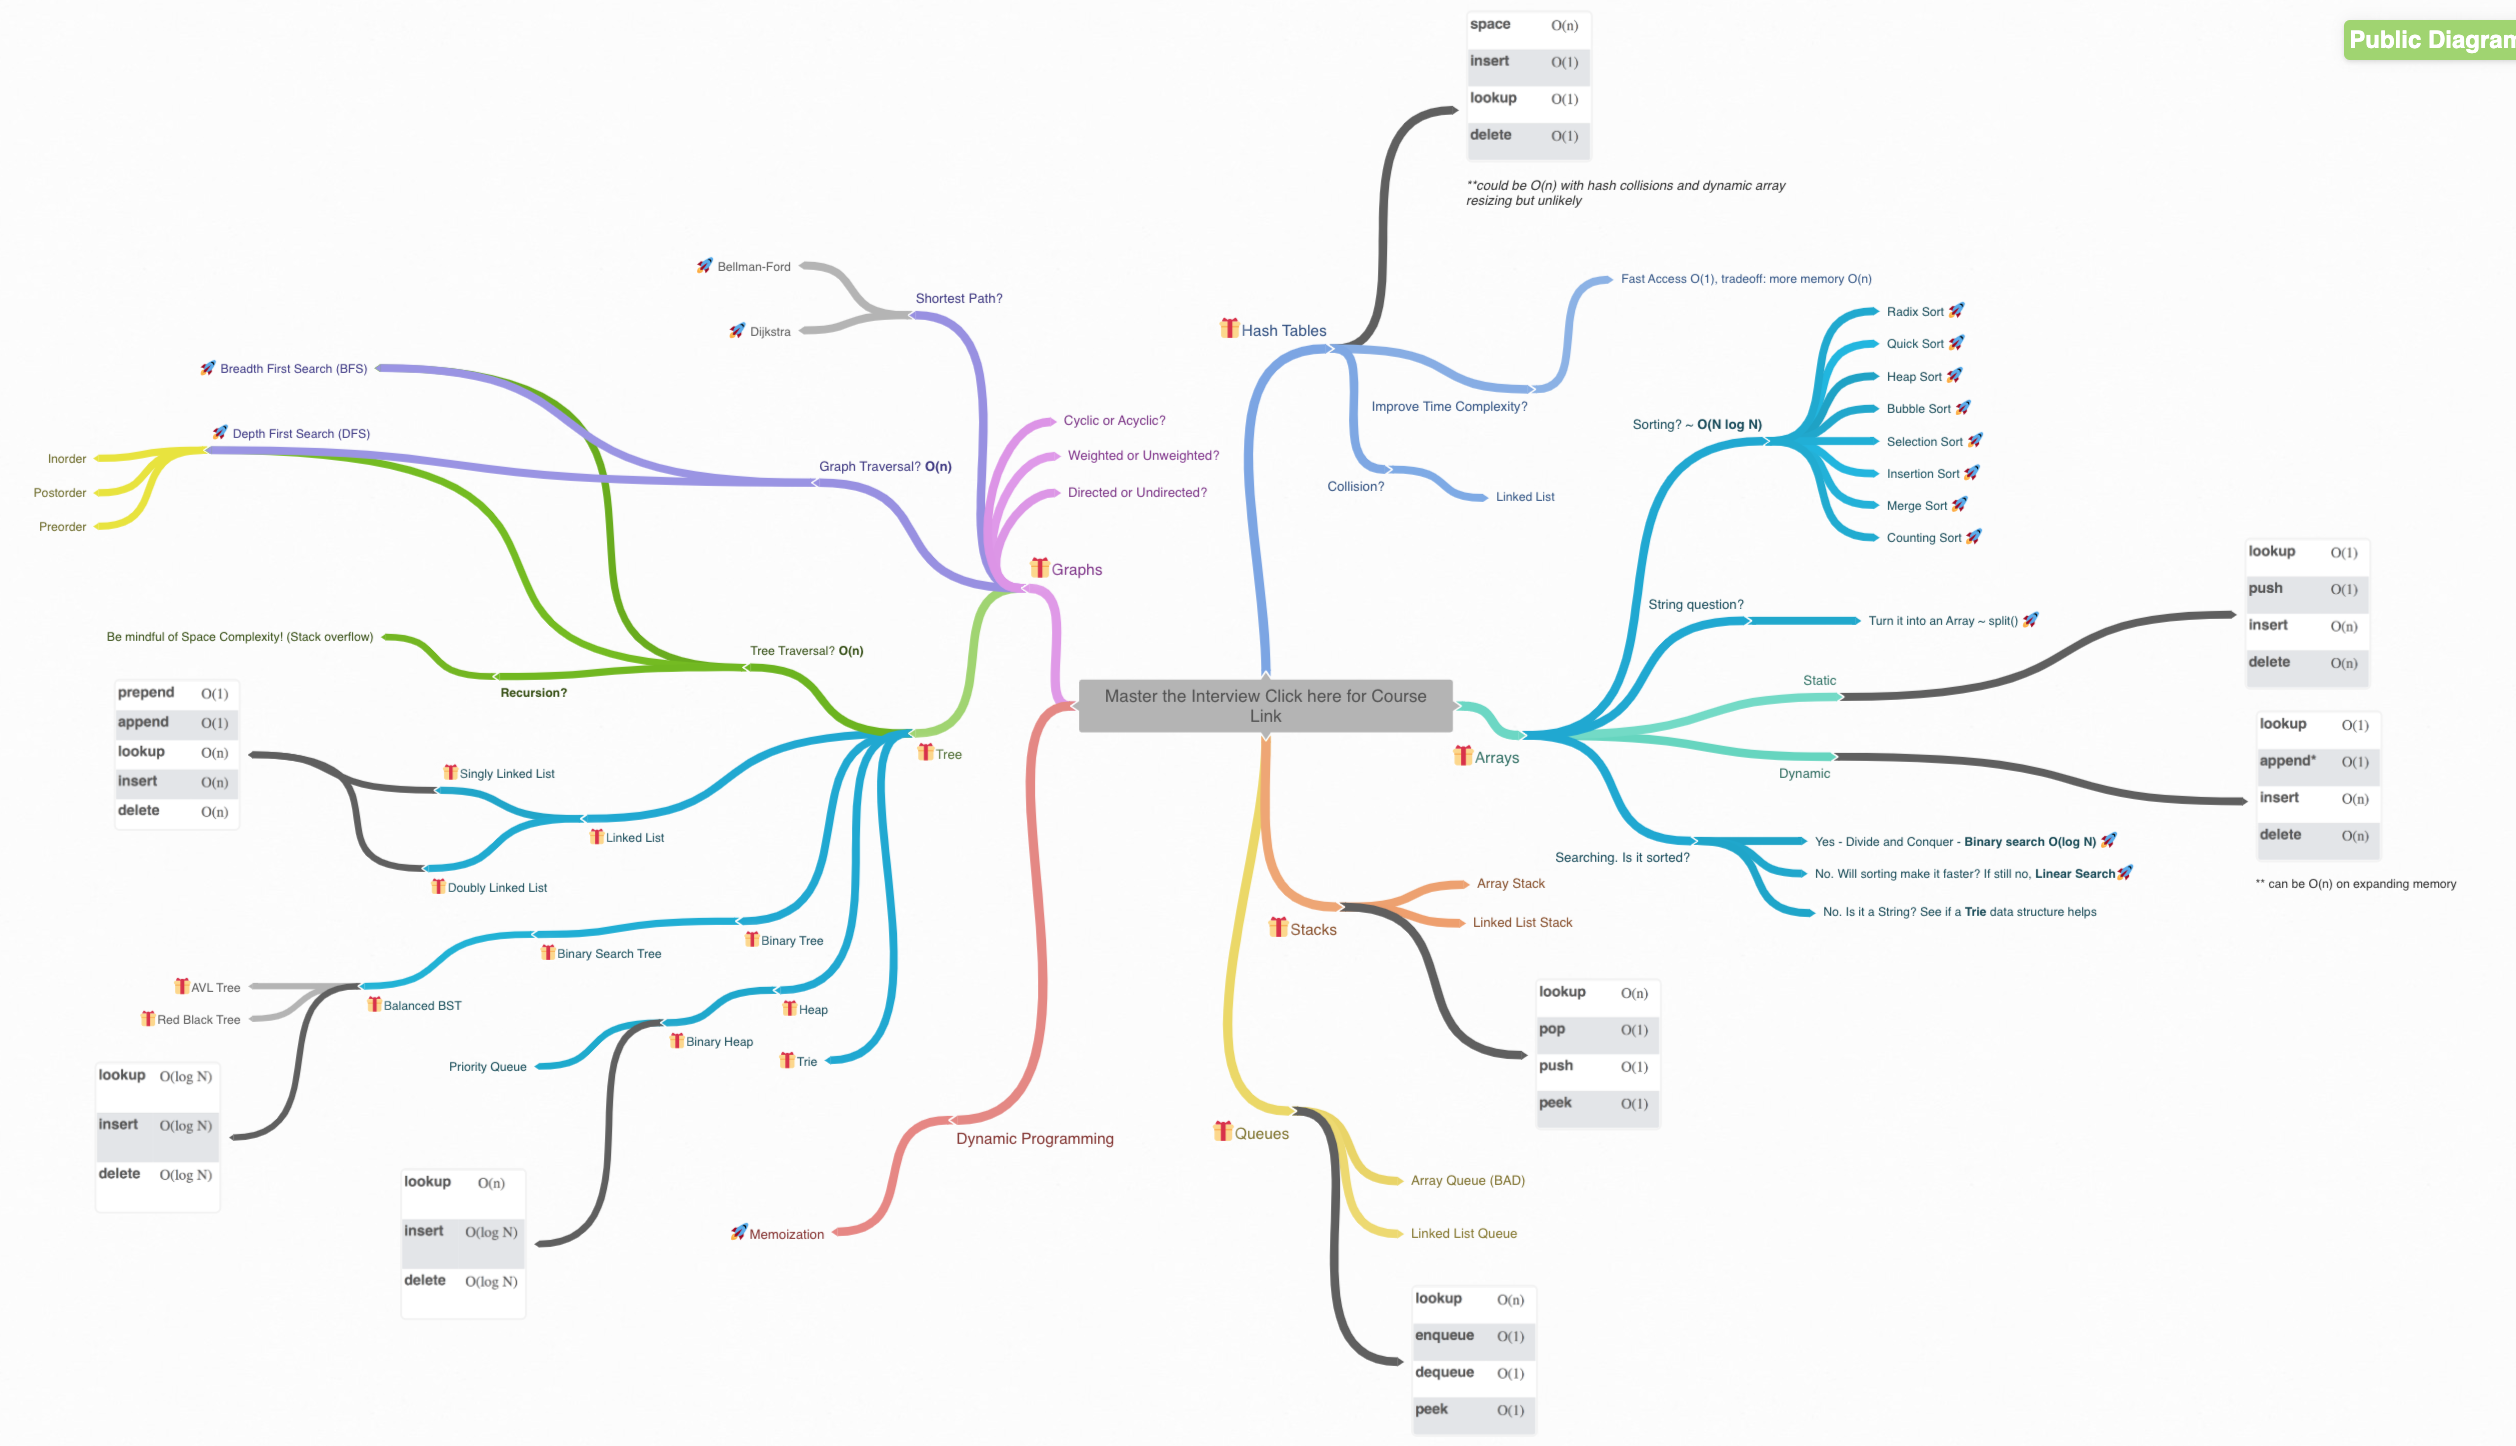 Public Diagram
space O(n)
insert O(1)
lookup O(1)
delete O(1)
**could be O(n) with hash collisions and dynamic array
resizing but unlikely
Hash Tables
Improve Time Complexity?
Fast Access O(1), tradeoff: more memory O(n)
Collision?
Linked List
Sorting? ~ O(N log N)
Radix Sort
Quick Sort
Heap Sort
Bubble Sort
Selection Sort
Insertion Sort
Merge Sort
Counting Sort
String question?
Turn it into an Array ~ split()
Static
lookup O(1)
push O(1)
insert O(n)
delete O(n)
Dynamic
lookup O(1)
append* O(1)
insert O(n)
delete O(n)
** can be O(n) on expanding memory
Arrays
Searching. Is it sorted?
Yes - Divide and Conquer - Binary search O(log N)
No. Will sorting make it faster? If still no, Linear Search
No. Is it a String? See if a Trie data structure helps
Master the Interview Click here for Course
Link
Stacks
Array Stack
Linked List Stack
lookup O(n)
pop O(1)
push O(1)
peek O(1)
Queues
Array Queue (BAD)
Linked List Queue
lookup O(n)
enqueue O(1)
dequeue O(1)
peek O(1)
Bellman-Ford
Dijkstra
Shortest Path?
Breadth First Search (BFS)
Depth First Search (DFS)
Inorder
Postorder
Preorder
Graph Traversal? O(n)
Cyclic or Acyclic?
Weighted or Unweighted?
Directed or Undirected?
Graphs
Be mindful of Space Complexity! (Stack overflow)
Recursion?
Tree Traversal? O(n)
Tree
prepend O(1)
append O(1)
lookup O(n)
insert O(n)
delete O(n)
Singly Linked List
Linked List
Doubly Linked List
Binary Tree
Binary Search Tree
Balanced BST
AVL Tree
Red Black Tree
lookup O(log N)
insert O(log N)
delete O(log N)
Heap
Binary Heap
Priority Queue
Trie
lookup O(n)
insert O(log N)
delete O(log N)
Dynamic Programming
Memoization